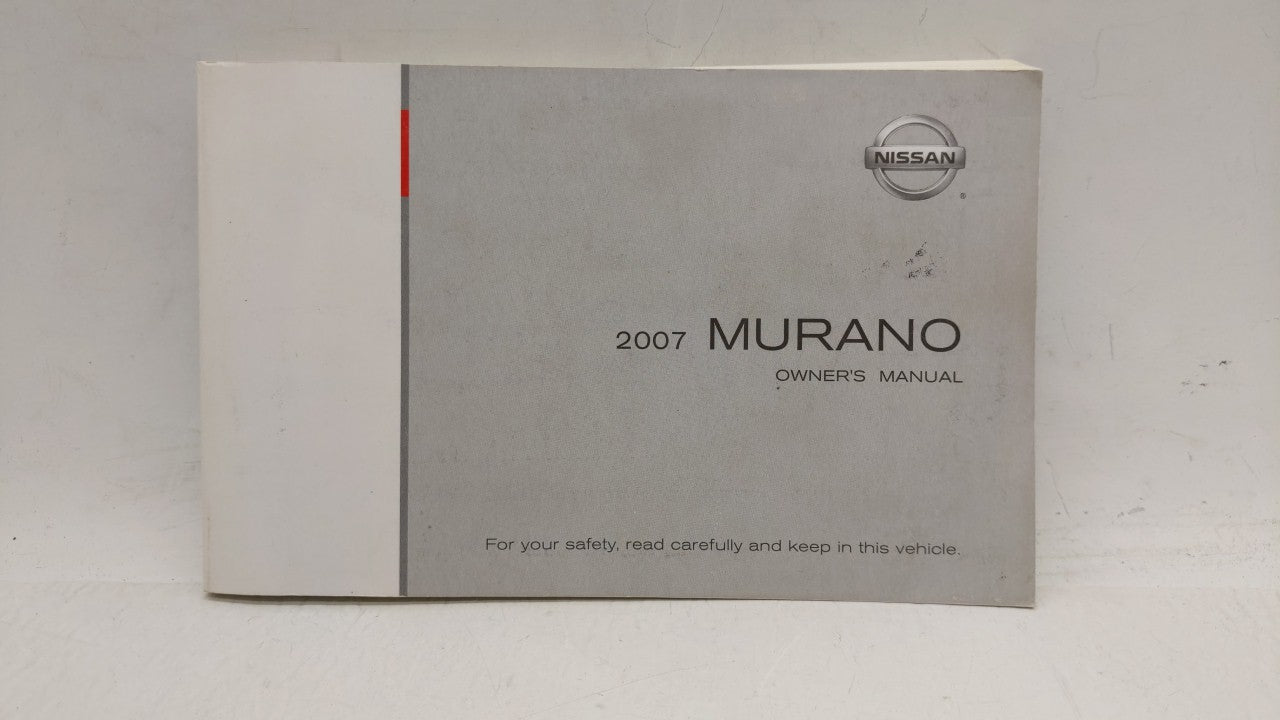 NISSAN
®
2007 MURANO
OWNER'S MANUAL
For your safety, read carefully and keep in this vehicle.